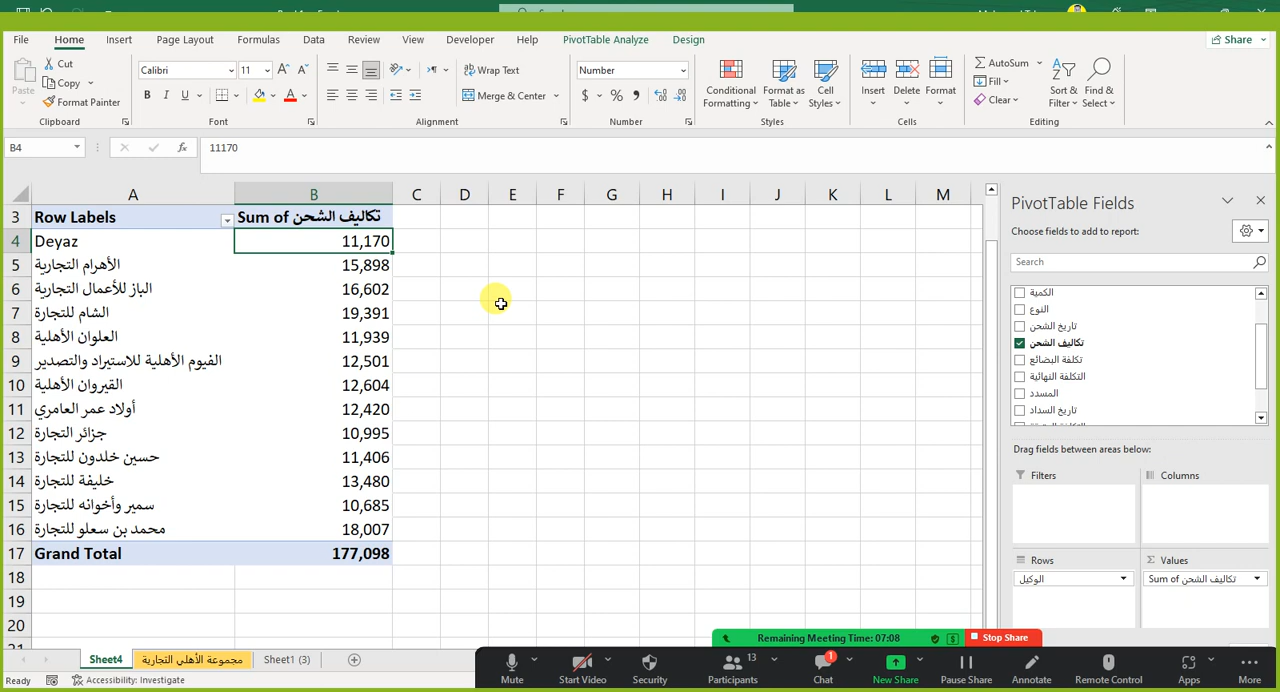 File Home Insert Page Layout Formulas Data Review View Developer Help PivotTable Analyze Design Share
Cut
Copy
Format Painter
Paste
Clipboard
Calibri 11
B I U
Font
Wrap Text
Merge & Center
Alignment
Number
$ % 9
Number
Conditional Formatting
Format as Table
Cell Styles
Styles
Insert Delete Format
Cells
AutoSum
Fill
Clear
Sort & Filter
Find & Select
Editing
B4 fx 11170
A B C D E F G H I J K L M
3 Row Labels Sum of تكاليف الشحن
4 Deyaz 11,170
5 الأهرام التجارية 15,898
6 الباز للأعمال التجارية 16,602
7 الشام للتجارة 19,391
8 العلوان الأهلية 11,939
9 الفيوم الأهلية للاستيراد والتصدير 12,501
10 القيروان الأهلية 12,604
11 أولاد عمر العامري 12,420
12 جزائر التجارة 10,995
13 حسين خلدون للتجارة 11,406
14 خليفة للتجارة 13,480
15 سمير وأخوانه للتجارة 10,685
16 محمد بن سعلو للتجارة 18,007
17 Grand Total 177,098
18
19
20
PivotTable Fields
Choose fields to add to report:
Search
الكمية
النوع
تاريخ الشحن
تكاليف الشحن
تكلفة البضائع
التكلفة النهائية
المسدد
تاريخ السداد
Drag fields between areas below:
Filters Columns
Rows Values
الوكيل Sum of تكاليف الشحن
Remaining Meeting Time: 07:08 Stop Share
Sheet4 مجموعة الأهلي التجارية Sheet1 (3)
Ready Accessibility: Investigate
Mute Start Video Security Participants 13 Chat 1 New Share Pause Share Annotate Remote Control Apps More